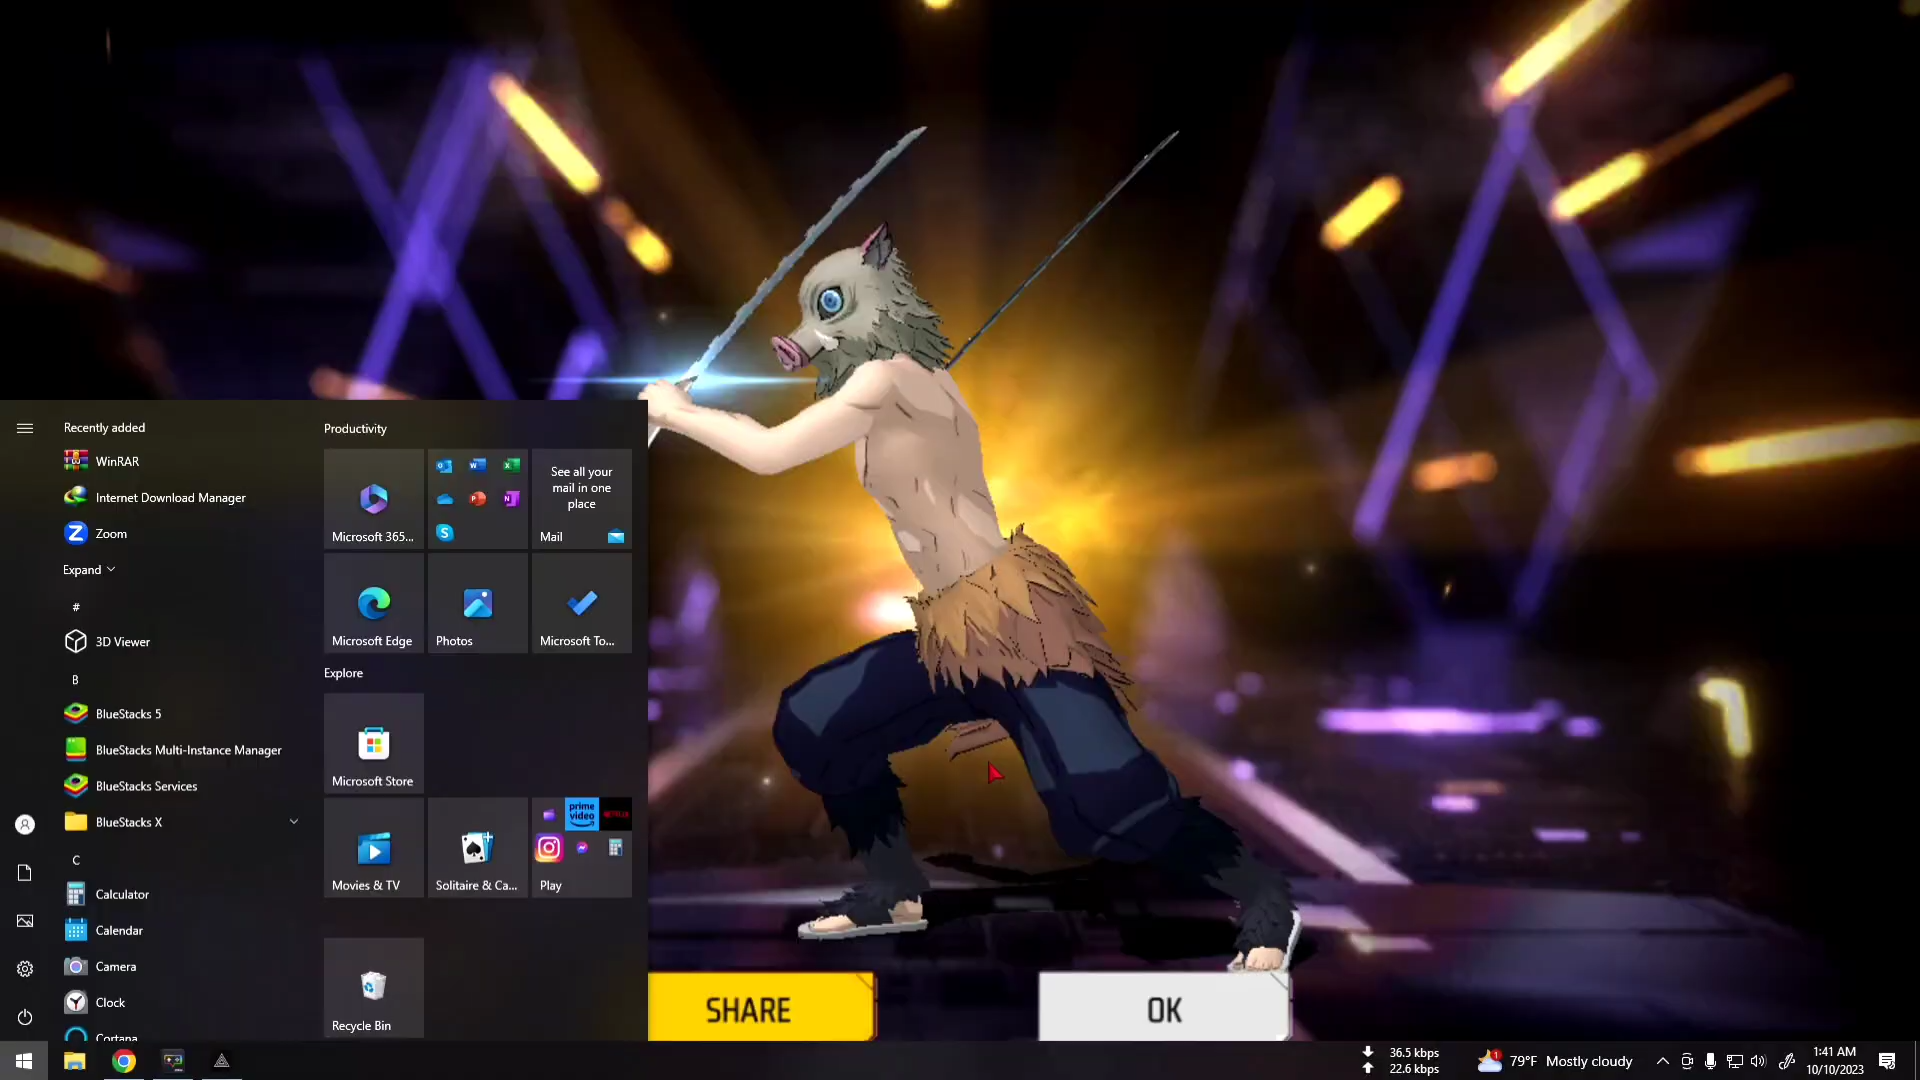 Recently added
WinRAR
Internet Download Manager
Zoom
Expand
#
3D Viewer
B
BlueStacks 5
BlueStacks Multi-Instance Manager
BlueStacks Services
BlueStacks X
C
Calculator
Calendar
Camera
Clock
Cortana
Productivity
Microsoft 365...
See all your
mail in one
place
Mail
Microsoft Edge
Photos
Microsoft To...
Explore
Microsoft Store
Movies & TV
Solitaire & Ca...
prime
video
NETFLIX
Play
Recycle Bin
SHARE
OK
36.5 kbps
22.6 kbps
79°F Mostly cloudy
1:41 AM
10/10/2023